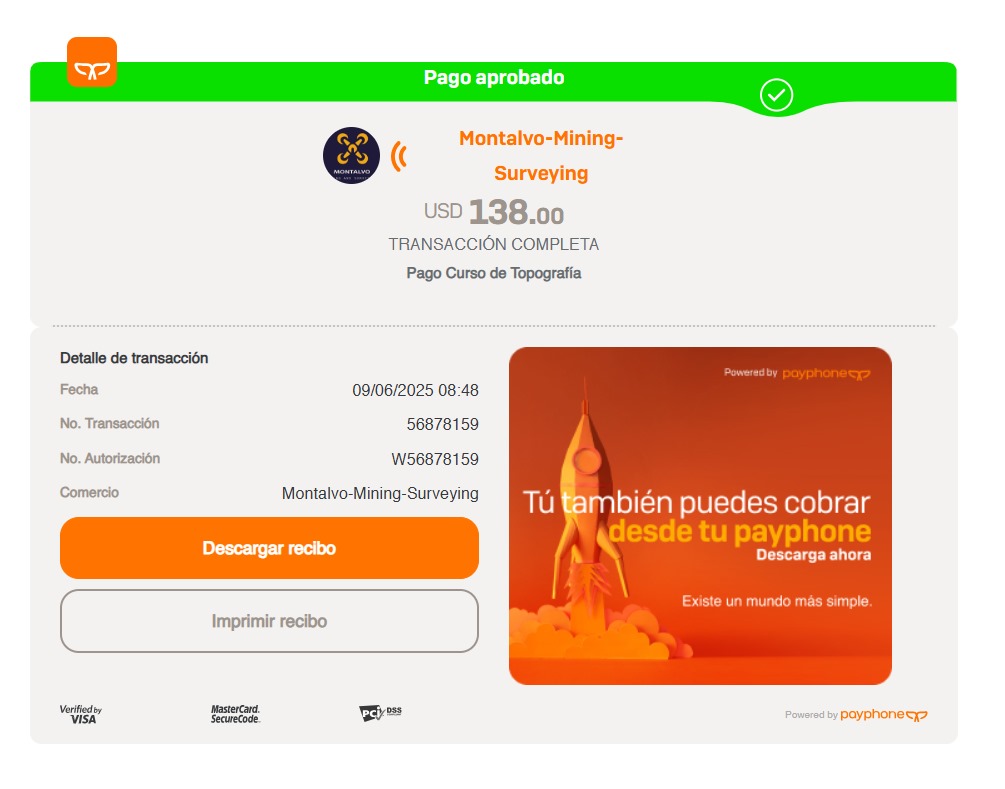 Pago aprobado
MONTALVO
Montalvo-Mining-
Surveying
USD 138.00
TRANSACCIÓN COMPLETA
Pago Curso de Topografía
Detalle de transacción
Fecha 09/06/2025 08:48
No. Transacción 56878159
No. Autorización W56878159
Comercio Montalvo-Mining-Surveying
Descargar recibo
Imprimir recibo
Powered by payphone
Tú también puedes cobrar
desde tu payphone
Descarga ahora
Existe un mundo más simple.
Verified by
VISA
MasterCard.
SecureCode.
PCI DSS
Powered by payphone